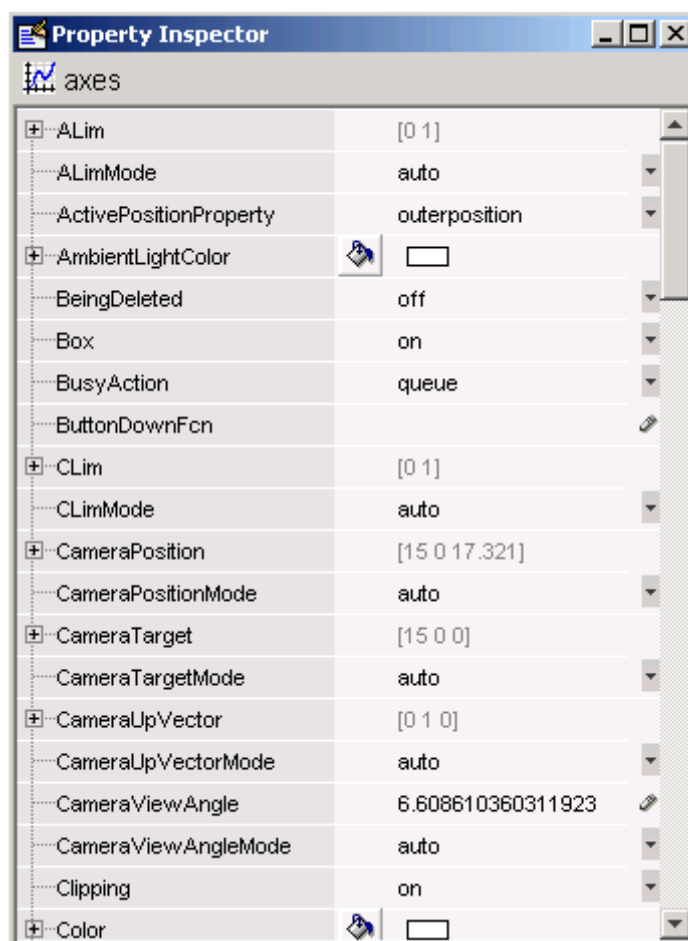 Property Inspector
axes
ALim [0 1]
ALimMode auto
ActivePositionProperty outerposition
AmbientLightColor
BeingDeleted off
Box on
BusyAction queue
ButtonDownFcn
CLim [0 1]
CLimMode auto
CameraPosition [15 0 17.321]
CameraPositionMode auto
CameraTarget [15 0 0]
CameraTargetMode auto
CameraUpVector [0 1 0]
CameraUpVectorMode auto
CameraViewAngle 6.608610360311923
CameraViewAngleMode auto
Clipping on
Color